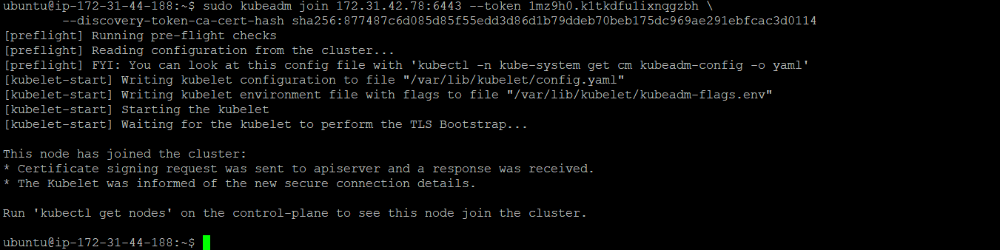 ubuntu@ip-172-31-44-188:~$ sudo kubeadm join 172.31.42.78:6443 --token 1mz9h0.k1tkdfu1ixnqgzbh \
        --discovery-token-ca-cert-hash sha256:877487c6d085d85f55edd3d86d1b79ddeb70beb175dc969ae291ebfcac3d0114
[preflight] Running pre-flight checks
[preflight] Reading configuration from the cluster...
[preflight] FYI: You can look at this config file with 'kubectl -n kube-system get cm kubeadm-config -o yaml'
[kubelet-start] Writing kubelet configuration to file "/var/lib/kubelet/config.yaml"
[kubelet-start] Writing kubelet environment file with flags to file "/var/lib/kubelet/kubeadm-flags.env"
[kubelet-start] Starting the kubelet
[kubelet-start] Waiting for the kubelet to perform the TLS Bootstrap...

This node has joined the cluster:
* Certificate signing request was sent to apiserver and a response was received.
* The Kubelet was informed of the new secure connection details.

Run 'kubectl get nodes' on the control-plane to see this node join the cluster.

ubuntu@ip-172-31-44-188:~$